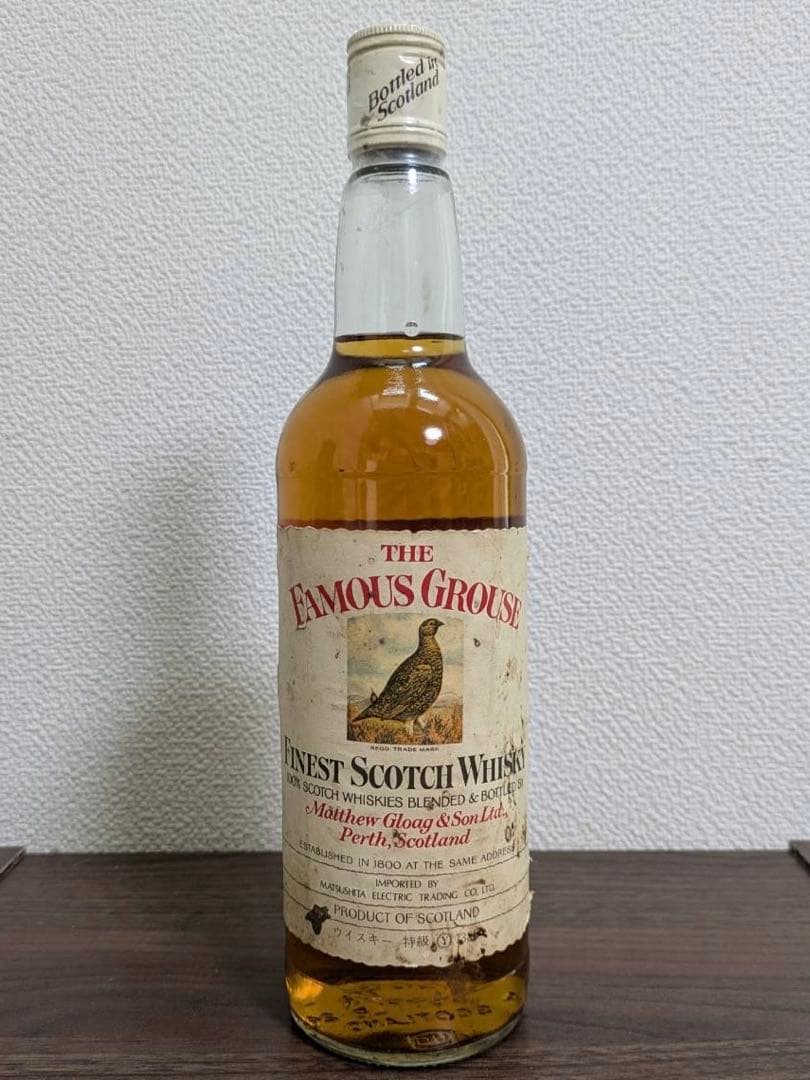 Bottled in
Scotland
THE
FAMOUS GROUSE
REGD. TRADE MARK
FINEST SCOTCH WHISKY
100% SCOTCH WHISKIES BLENDED & BOTTLED BY
Matthew Gloag & Son Ltd.,
Perth, Scotland
ESTABLISHED IN 1800 AT THE SAME ADDRESS
IMPORTED BY
MATSUSHITA ELECTRIC TRADING CO., LTD.
PRODUCT OF SCOTLAND
ウイスキー 特級 Ⓨ